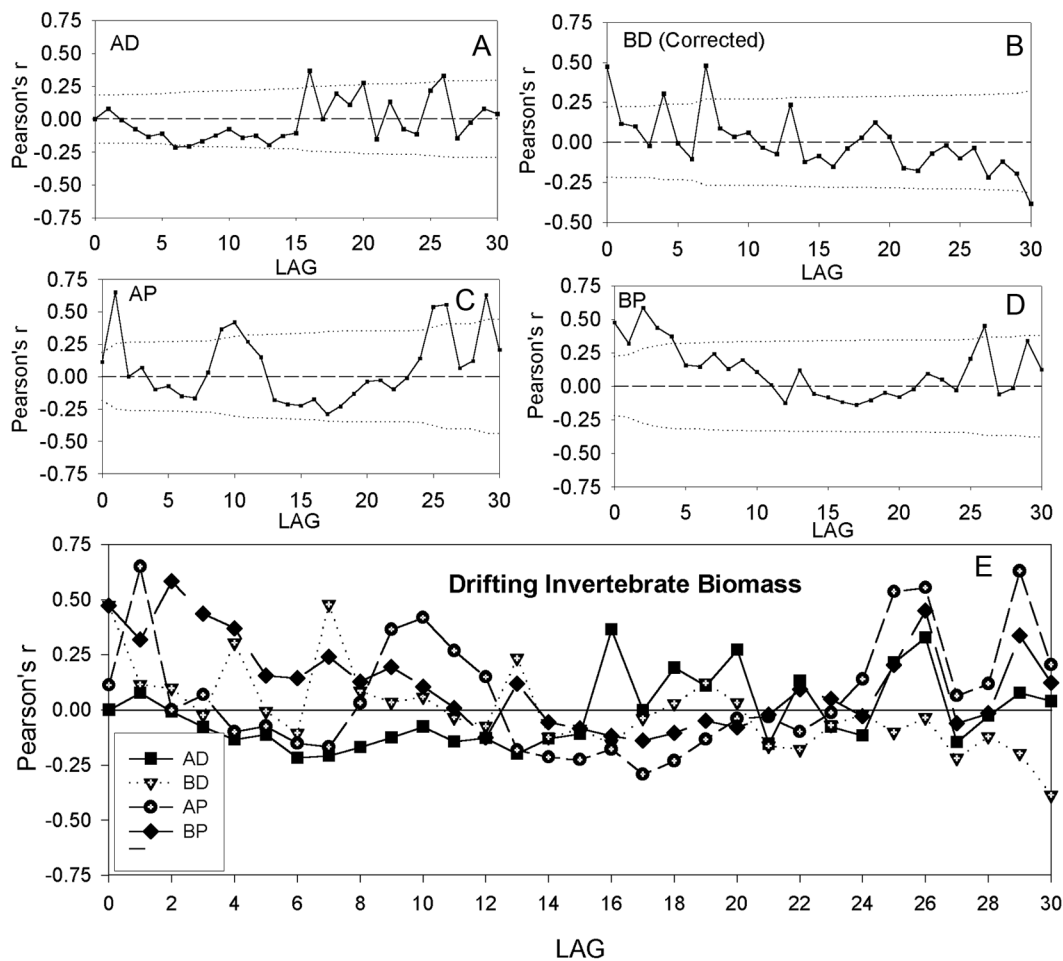 0.75
0.50
0.25
0.00
-0.25
-0.50
-0.75
Pearson's r
AD
A
0 5 10 15 20 25 30
LAG
0.75
0.50
0.25
0.00
-0.25
-0.50
Pearson's r
BD (Corrected)
B
0 5 10 15 20 25 30
LAG
0.75
0.50
0.25
0.00
-0.25
-0.50
-0.75
Pearson's r
AP
C
0 5 10 15 20 25 30
LAG
0.75
0.50
0.25
0.00
-0.25
-0.50
-0.75
Pearson's r
BP
D
0 5 10 15 20 25 30
LAG
0.75
0.50
0.25
0.00
-0.25
-0.50
-0.75
Pearson's r
Drifting Invertebrate Biomass
E
AD
BD
AP
BP
0 2 4 6 8 10 12 14 16 18 20 22 24 26 28 30
LAG